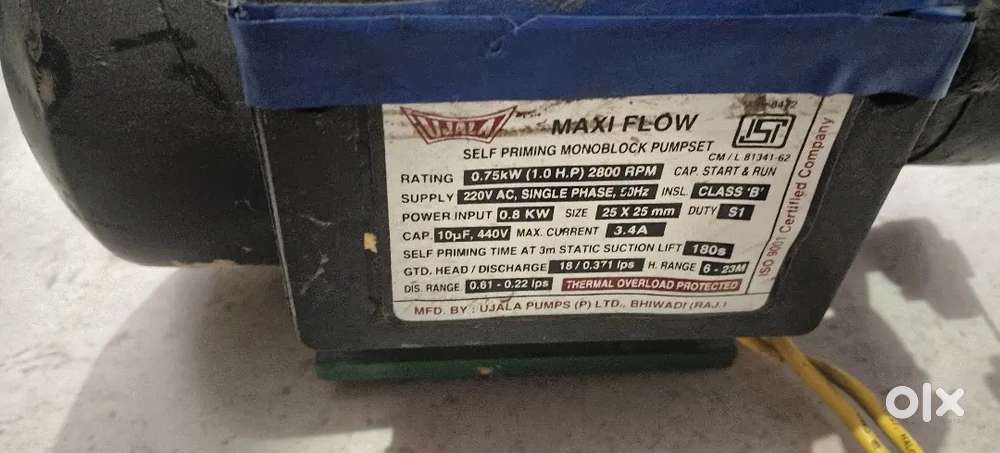 UJALA
MAXI FLOW
8472
ISI
SELF PRIMING MONOBLOCK PUMPSET
CM / L 81341-62
RATING 0.75kW (1.0 H.P) 2800 RPM CAP. START & RUN
SUPPLY 220V AC, SINGLE PHASE, 50Hz INSL. CLASS 'B'
POWER INPUT 0.8 KW SIZE 25 X 25 mm DUTY S1
CAP. 10µF, 440V MAX. CURRENT 3.4A
SELF PRIMING TIME AT 3m STATIC SUCTION LIFT 180s
GTD. HEAD / DISCHARGE 18 / 0.371 lps H. RANGE 6 - 23M
DIS. RANGE 0.61 - 0.22 lps THERMAL OVERLOAD PROTECTED
MFD. BY : UJALA PUMPS (P) LTD., BHIWADI (RAJ.)
ISO 9001 Certified Company
olx